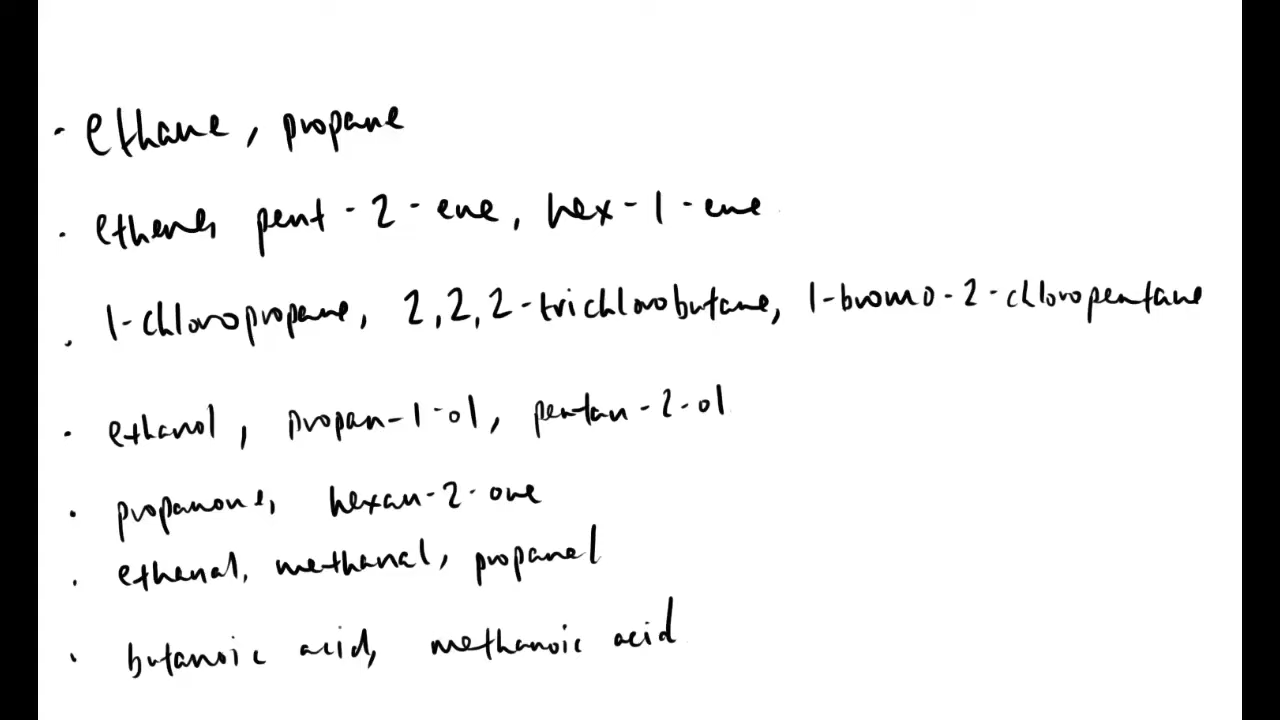 · ethane, propane
· ethene, pent-2-ene, hex-1-ene
· 1-chloropropane, 2,2,2-trichlorobutane, 1-bromo-2-chloropentane
· ethanol, propan-1-ol, pentan-2-ol
· propanone, hexan-2-one
· ethanal, methanal, propanal
· butanoic acid, methanoic acid